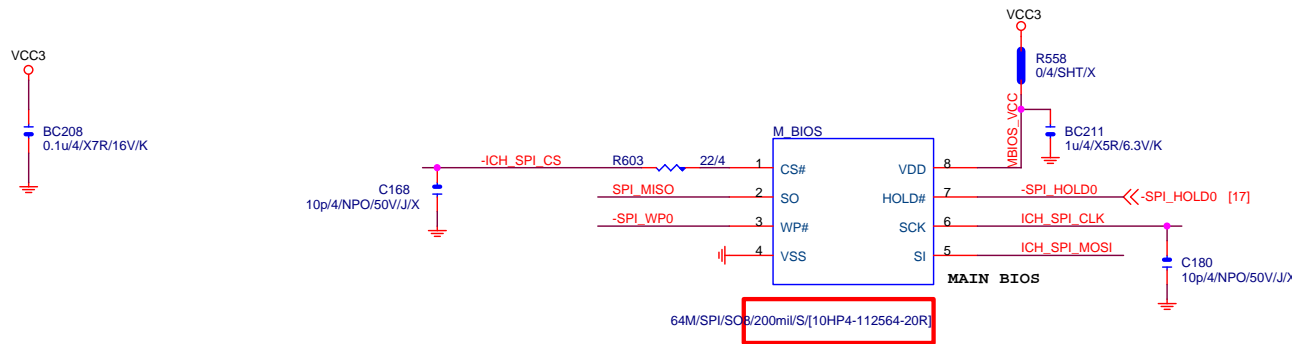 VCC3
BC208
0.1u/4/X7R/16V/K
VCC3
R558
0/4/SHT/X
MBIOS_VCC
BC211
1u/4/X5R/6.3V/K
M_BIOS
-ICH_SPI_CS
R603
22/4
1
CS#
VDD
8
C168
10p/4/NPO/50V/J/X
SPI_MISO
2
SO
HOLD#
7
-SPI_HOLD0
-SPI_HOLD0 [17]
-SPI_WP0
3
WP#
SCK
6
ICH_SPI_CLK
4
VSS
SI
5
ICH_SPI_MOSI
C180
10p/4/NPO/50V/J/X
MAIN BIOS
64M/SPI/SO8/200mil/S/[10HP4-112564-20R]